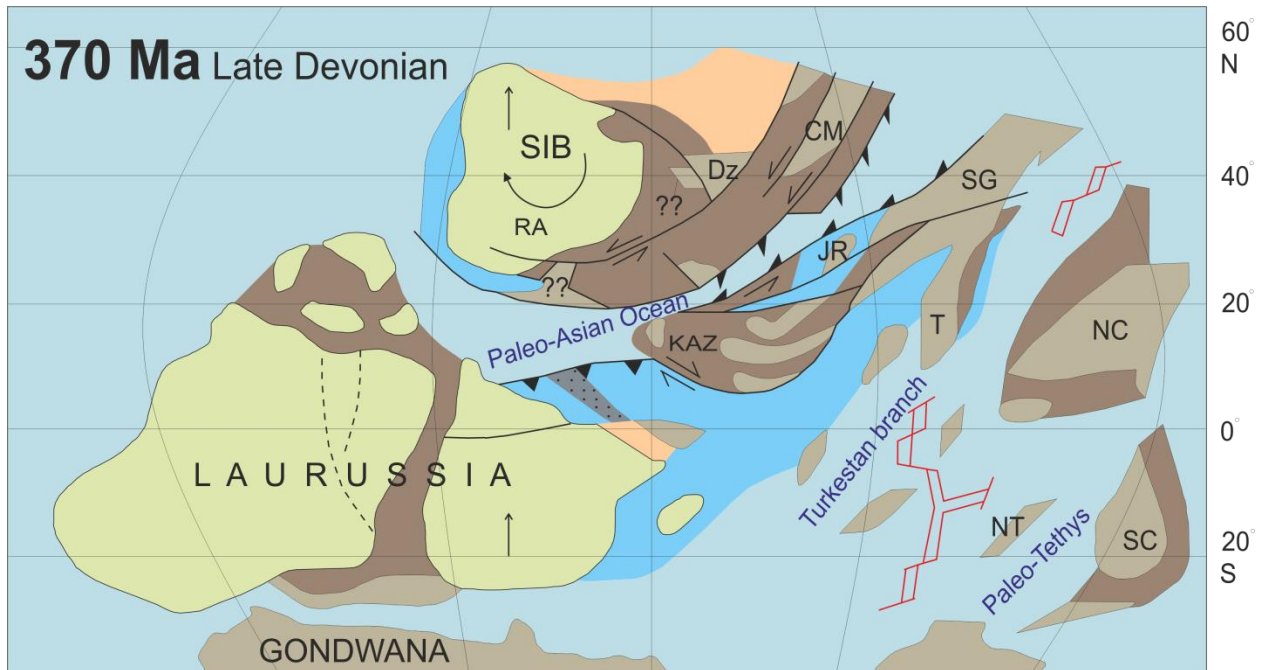 370 Ma Late Devonian
60°
N
SIB
CM
Dz
40°
SG
??
RA
JR
??
20°
Paleo-Asian Ocean
T
NC
KAZ
0°
Turkestan branch
LAURUSSIA
NT
Paleo-Tethys
SC
20°
S
GONDWANA